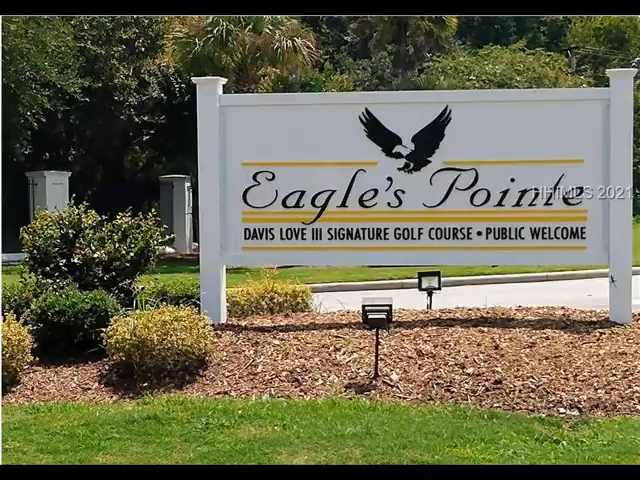 Eagle's Pointe
HHIMLS 2021
DAVIS LOVE III SIGNATURE GOLF COURSE • PUBLIC WELCOME